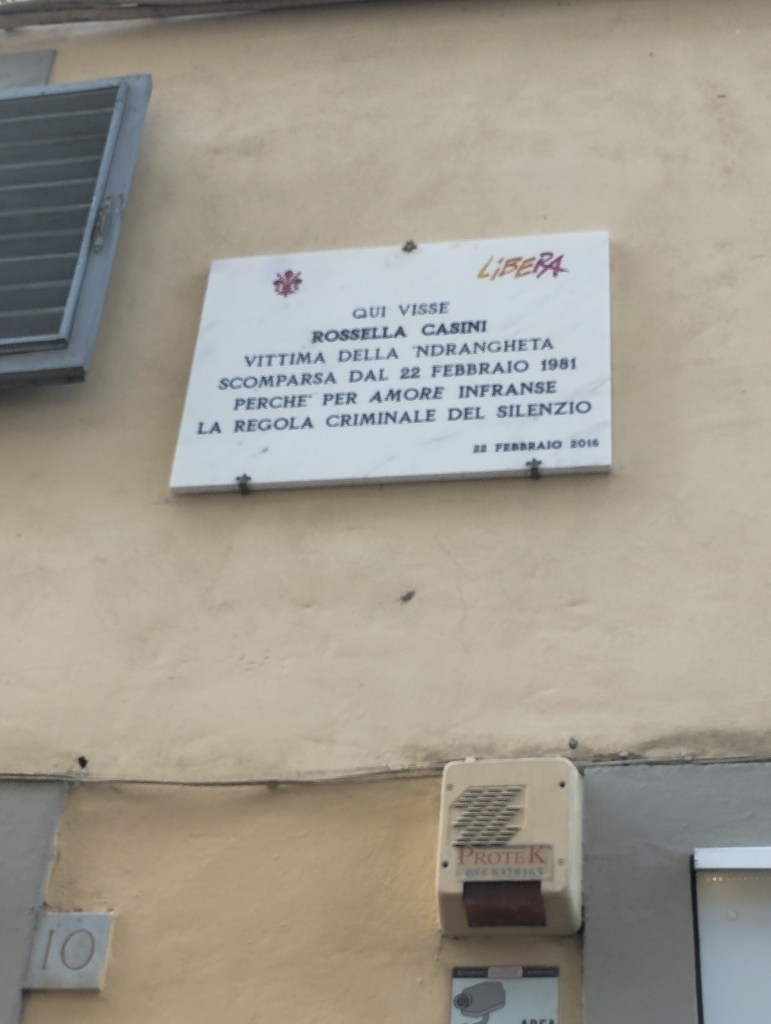 LiBERA
QUI VISSE
ROSSELLA CASINI
VITTIMA DELLA 'NDRANGHETA
SCOMPARSA DAL 22 FEBBRAIO 1981
PERCHE' PER AMORE INFRANSE
LA REGOLA CRIMINALE DEL SILENZIO
22 FEBBRAIO 2016
PROTEK
10
AREA